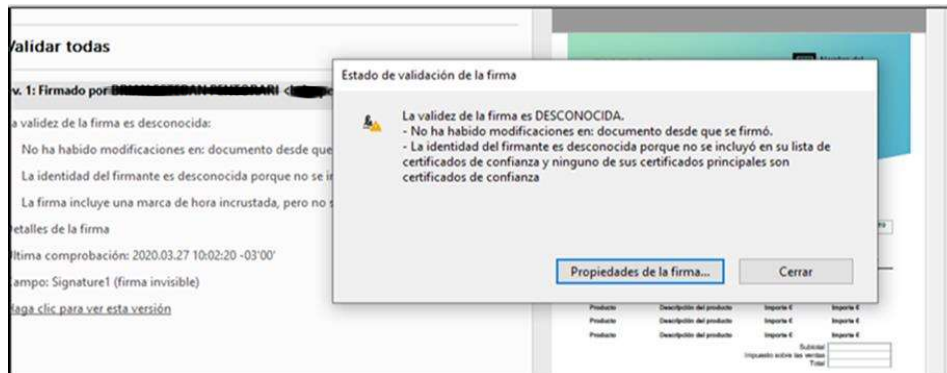 Validar todas
v. 1: Firmado por
a validez de la firma es desconocida:
No ha habido modificaciones en: documento desde que
La identidad del firmante es desconocida porque no se in
La firma incluye una marca de hora incrustada, pero no
etalles de la firma
ltima comprobación: 2020.03.27 10:02:20 -03'00'
ampo: Signature1 (firma invisible)
aga clic para ver esta versión
Estado de validación de la firma
La validez de la firma es DESCONOCIDA.
- No ha habido modificaciones en: documento desde que se firmó.
- La identidad del firmante es desconocida porque no se incluyó en su lista de
certificados de confianza y ninguno de sus certificados principales son
certificados de confianza
Propiedades de la firma...
Cerrar
Producto Descripción del producto Importe € Importe €
Producto Descripción del producto Importe € Importe €
Producto Descripción del producto Importe € Importe €
Subtotal
Impuesto sobre las ventas
Total